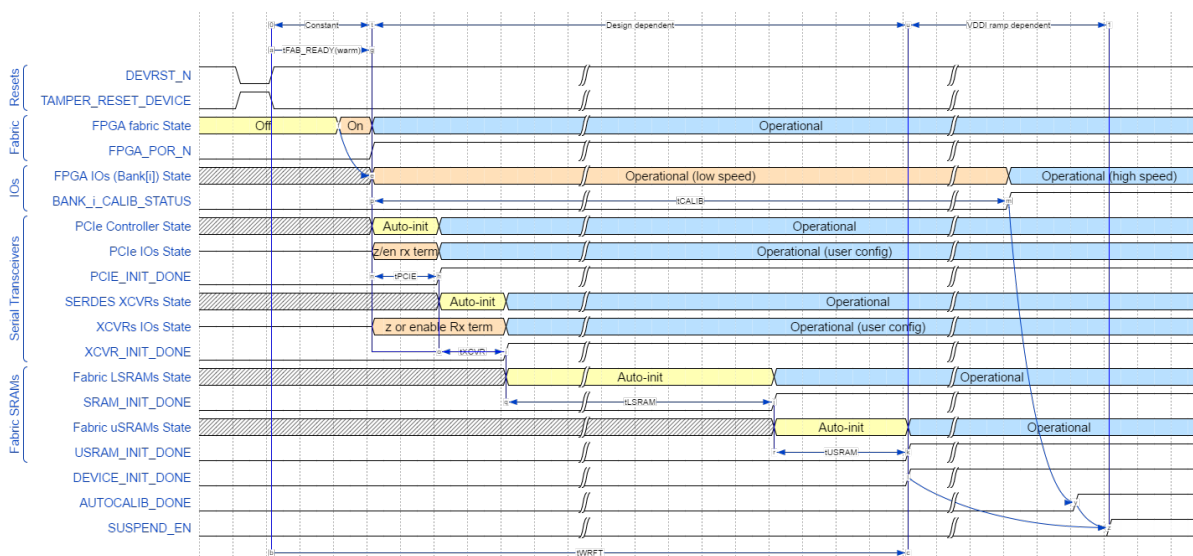 Constant Design dependent VDDI ramp dependent
tFAB_READY(warm)
Resets
DEVRST_N
TAMPER_RESET_DEVICE
Fabric
FPGA fabric State Off On Operational
FPGA_POR_N
IOs
FPGA IOs (Bank[i]) State Operational (low speed) Operational (high speed)
BANK_i_CALIB_STATUS tCALIB
Serial Transceivers
PCIe Controller State Auto-init Operational
PCIe IOs State z/en rx term Operational (user config)
PCIE_INIT_DONE tPCIE
SERDES XCVRs State Auto-init Operational
XCVRs IOs State z or enable Rx term Operational (user config)
XCVR_INIT_DONE tXCVR
Fabric SRAMs
Fabric LSRAMs State Auto-init Operational
SRAM_INIT_DONE tLSRAM
Fabric uSRAMs State Auto-init Operational
USRAM_INIT_DONE tUSRAM
DEVICE_INIT_DONE
AUTOCALIB_DONE
SUSPEND_EN
tWRFT